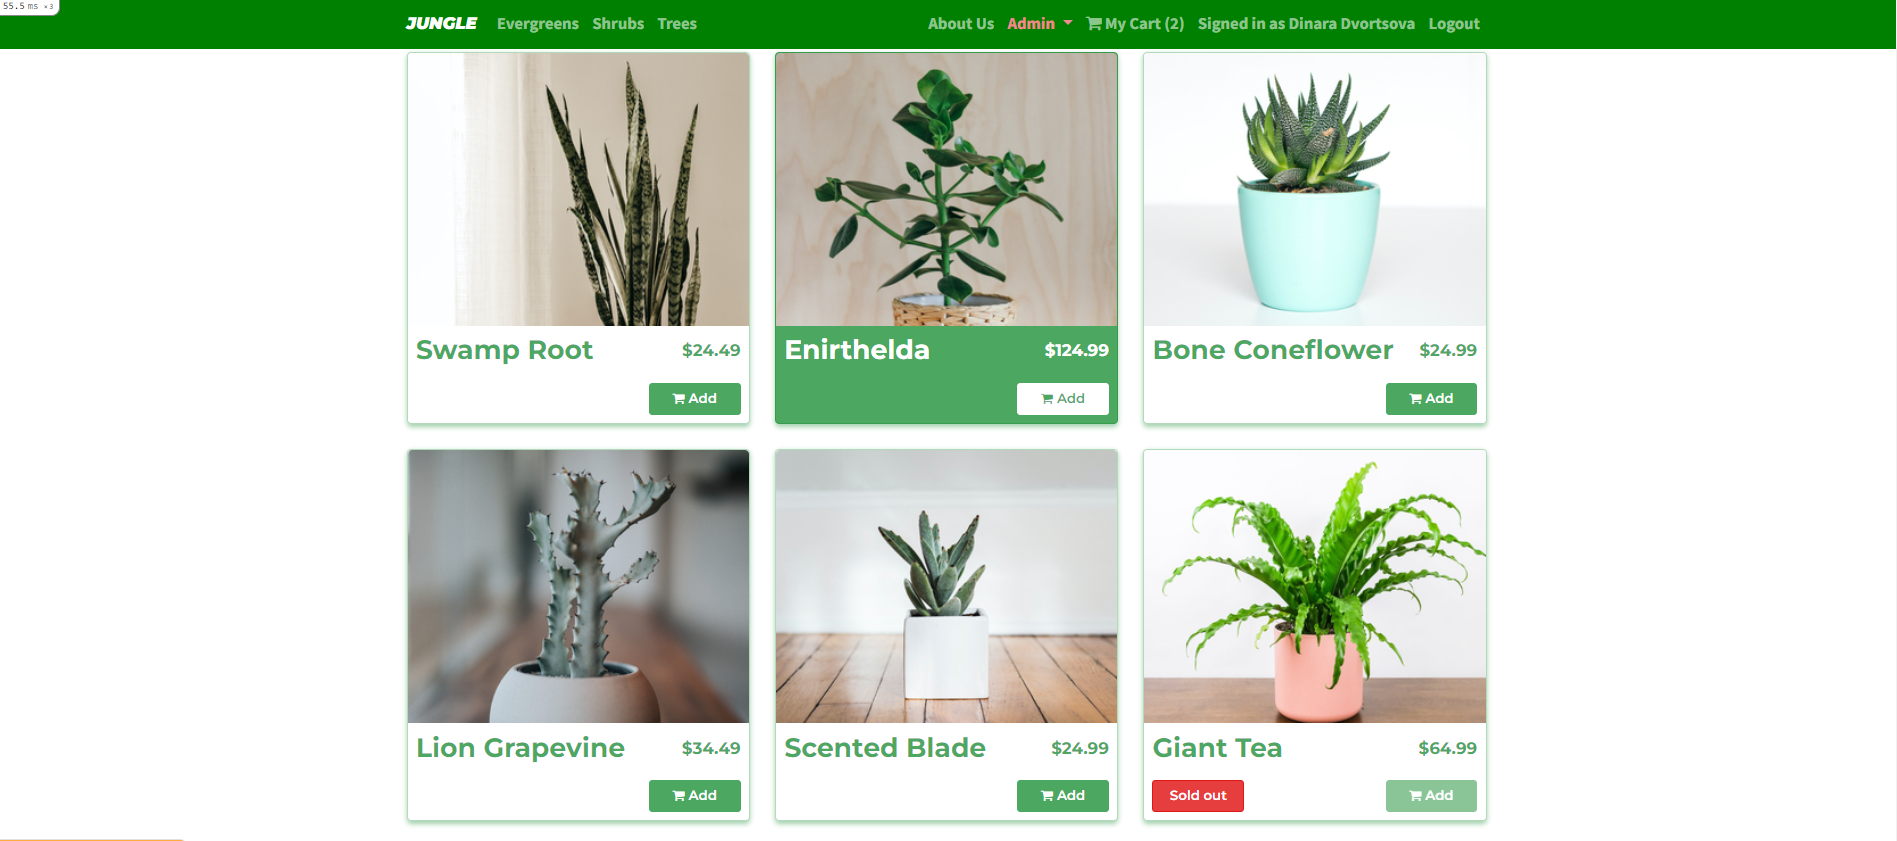 55.5 ms ×3
JUNGLE Evergreens Shrubs Trees About Us Admin My Cart (2) Signed in as Dinara Dvortsova Logout
Swamp Root $24.49
Add
Enirthelda $124.99
Add
Bone Coneflower $24.99
Add
Lion Grapevine $34.49
Add
Scented Blade $24.99
Add
Giant Tea $64.99
Sold out Add